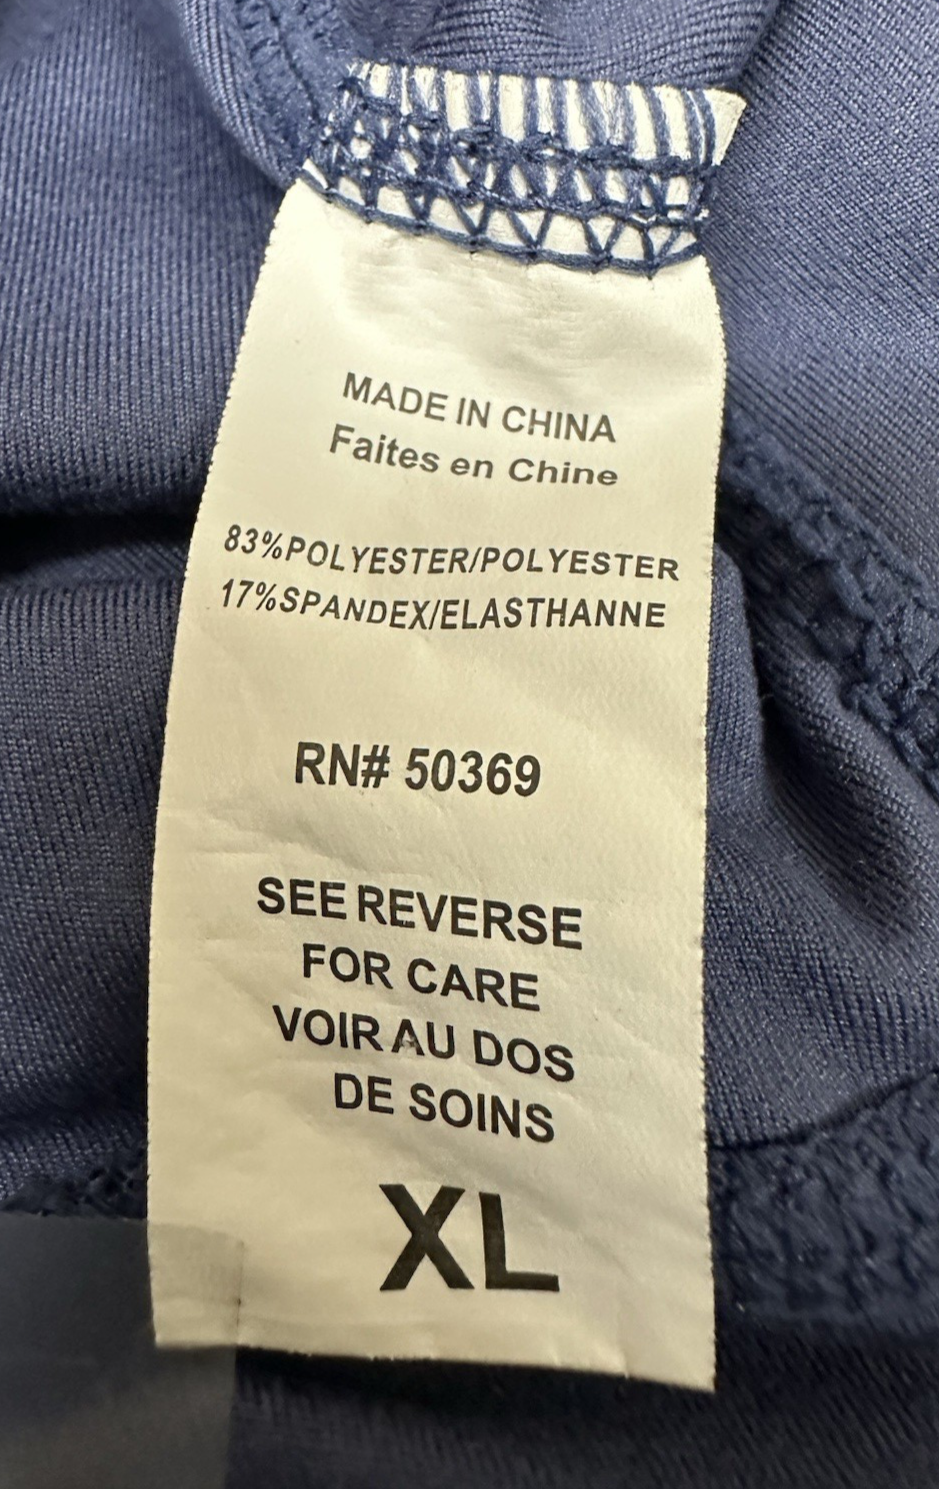 MADE IN CHINA
Faites en Chine
83%POLYESTER/POLYESTER
17%SPANDEX/ELASTHANNE
RN# 50369
SEE REVERSE
FOR CARE
VOIR AU DOS
DE SOINS
XL